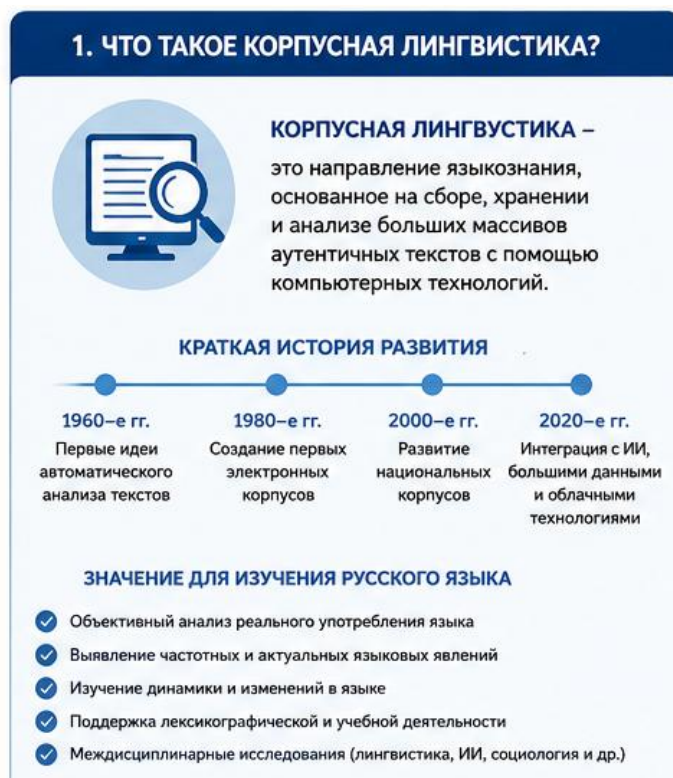 1. ЧТО ТАКОЕ КОРПУСНАЯ ЛИНГВИСТИКА?
КОРПУСНАЯ ЛИНГВУСТИКА –
это направление языкознания,
основанное на сборе, хранении
и анализе больших массивов
аутентичных текстов с помощью
компьютерных технологий.
КРАТКАЯ ИСТОРИЯ РАЗВИТИЯ
1960–е гг.
Первые идеи
автоматического
анализа текстов
1980–е гг.
Создание первых
электронных
корпусов
2000–е гг.
Развитие
национальных
корпусов
2020–е гг.
Интеграция с ИИ,
большими данными
и облачными
технологиями
ЗНАЧЕНИЕ ДЛЯ ИЗУЧЕНИЯ РУССКОГО ЯЗЫКА
Объективный анализ реального употребления языка
Выявление частотных и актуальных языковых явлений
Изучение динамики и изменений в языке
Поддержка лексикографической и учебной деятельности
Междисциплинарные исследования (лингвистика, ИИ, социология и др.)